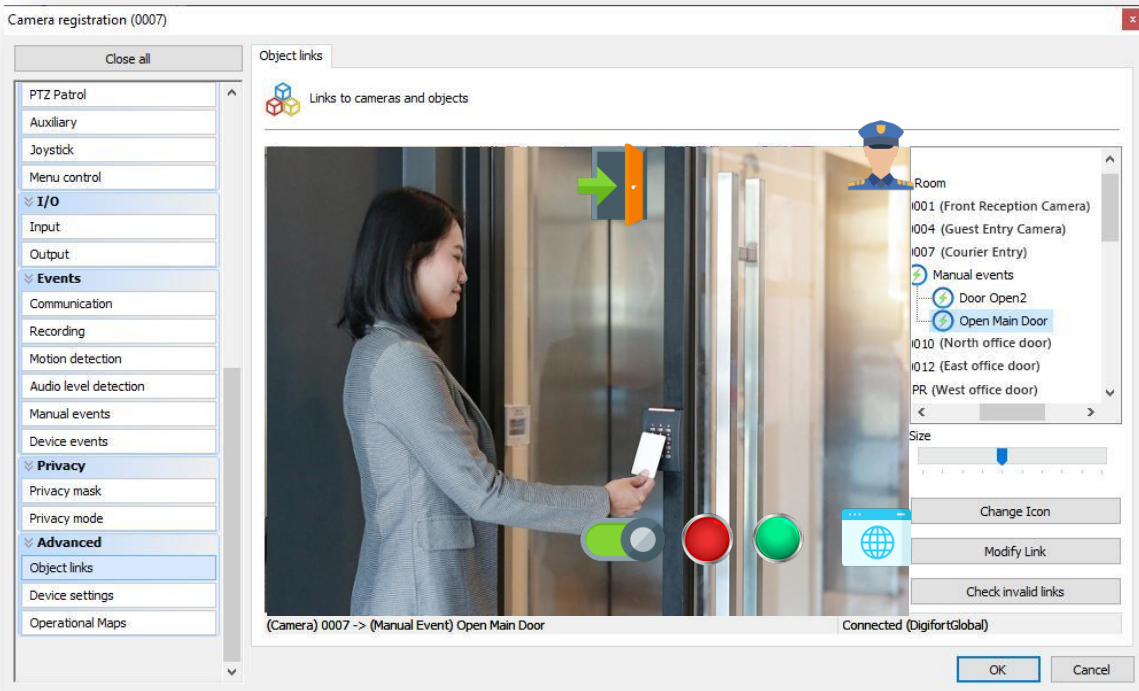 Camera registration (0007)
x
Close all
PTZ Patrol
Auxiliary
Joystick
Menu control
I/O
Input
Output
Events
Communication
Recording
Motion detection
Audio level detection
Manual events
Device events
Privacy
Privacy mask
Privacy mode
Advanced
Object links
Device settings
Operational Maps
Object links
Links to cameras and objects
Room
0001 (Front Reception Camera)
0004 (Guest Entry Camera)
0007 (Courier Entry)
Manual events
Door Open2
Open Main Door
0010 (North office door)
0012 (East office door)
PR (West office door)
Size
Change Icon
Modify Link
Check invalid links
(Camera) 0007 -> (Manual Event) Open Main Door
Connected (DigifortGlobal)
OK
Cancel